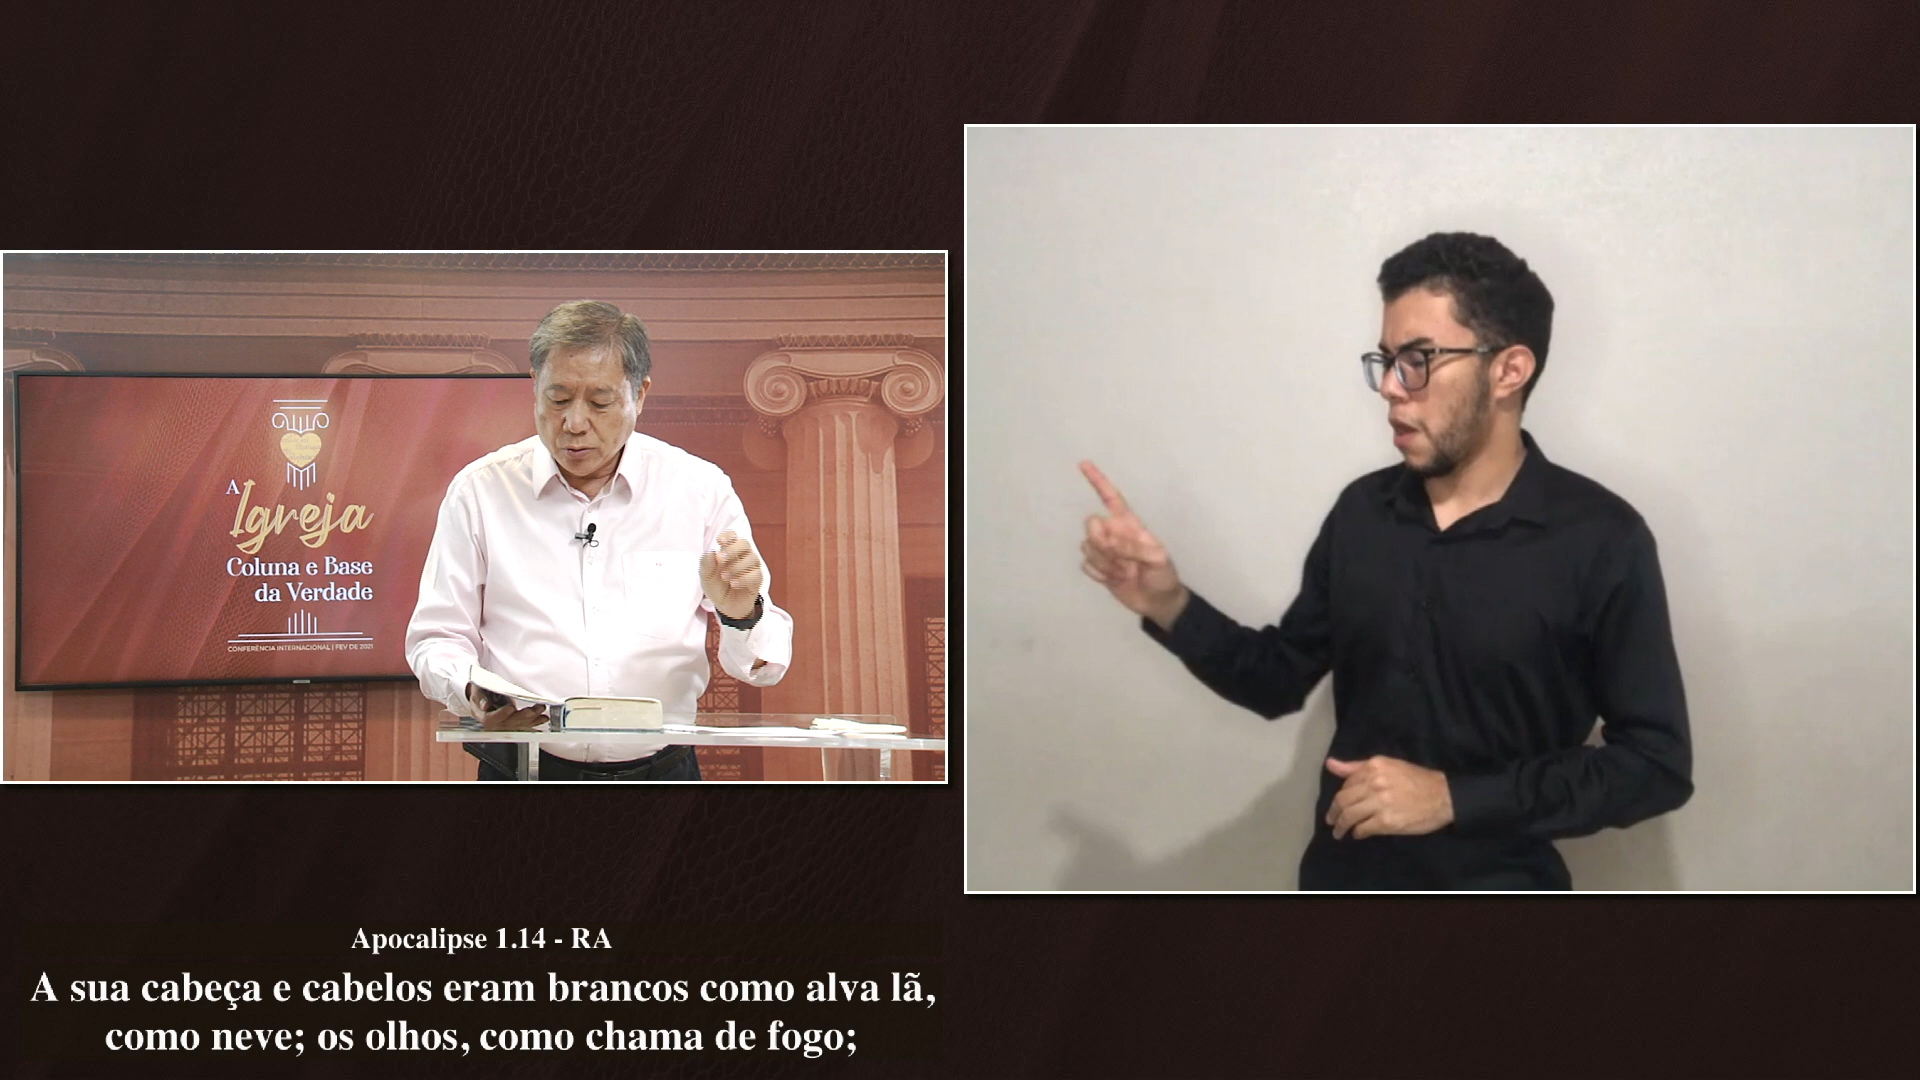 A
Igreja
Coluna e Base
da Verdade
CONFERÊNCIA INTERNACIONAL | FEV DE 2021
Apocalipse 1.14 - RA
A sua cabeça e cabelos eram brancos como alva lã,
como neve; os olhos, como chama de fogo;